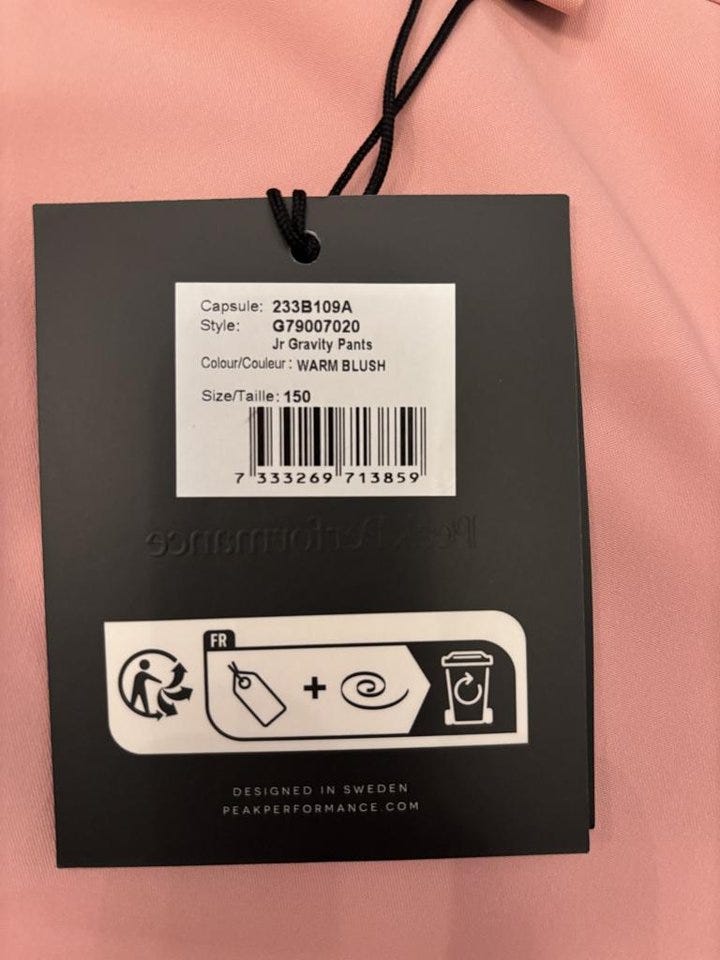 Capsule: 233B109A
Style: G79007020
Jr Gravity Pants
Colour/Couleur : WARM BLUSH
Size/Taille: 150
7 333269 713859
Peak Performance
FR
+
DESIGNED IN SWEDEN
PEAKPERFORMANCE.COM